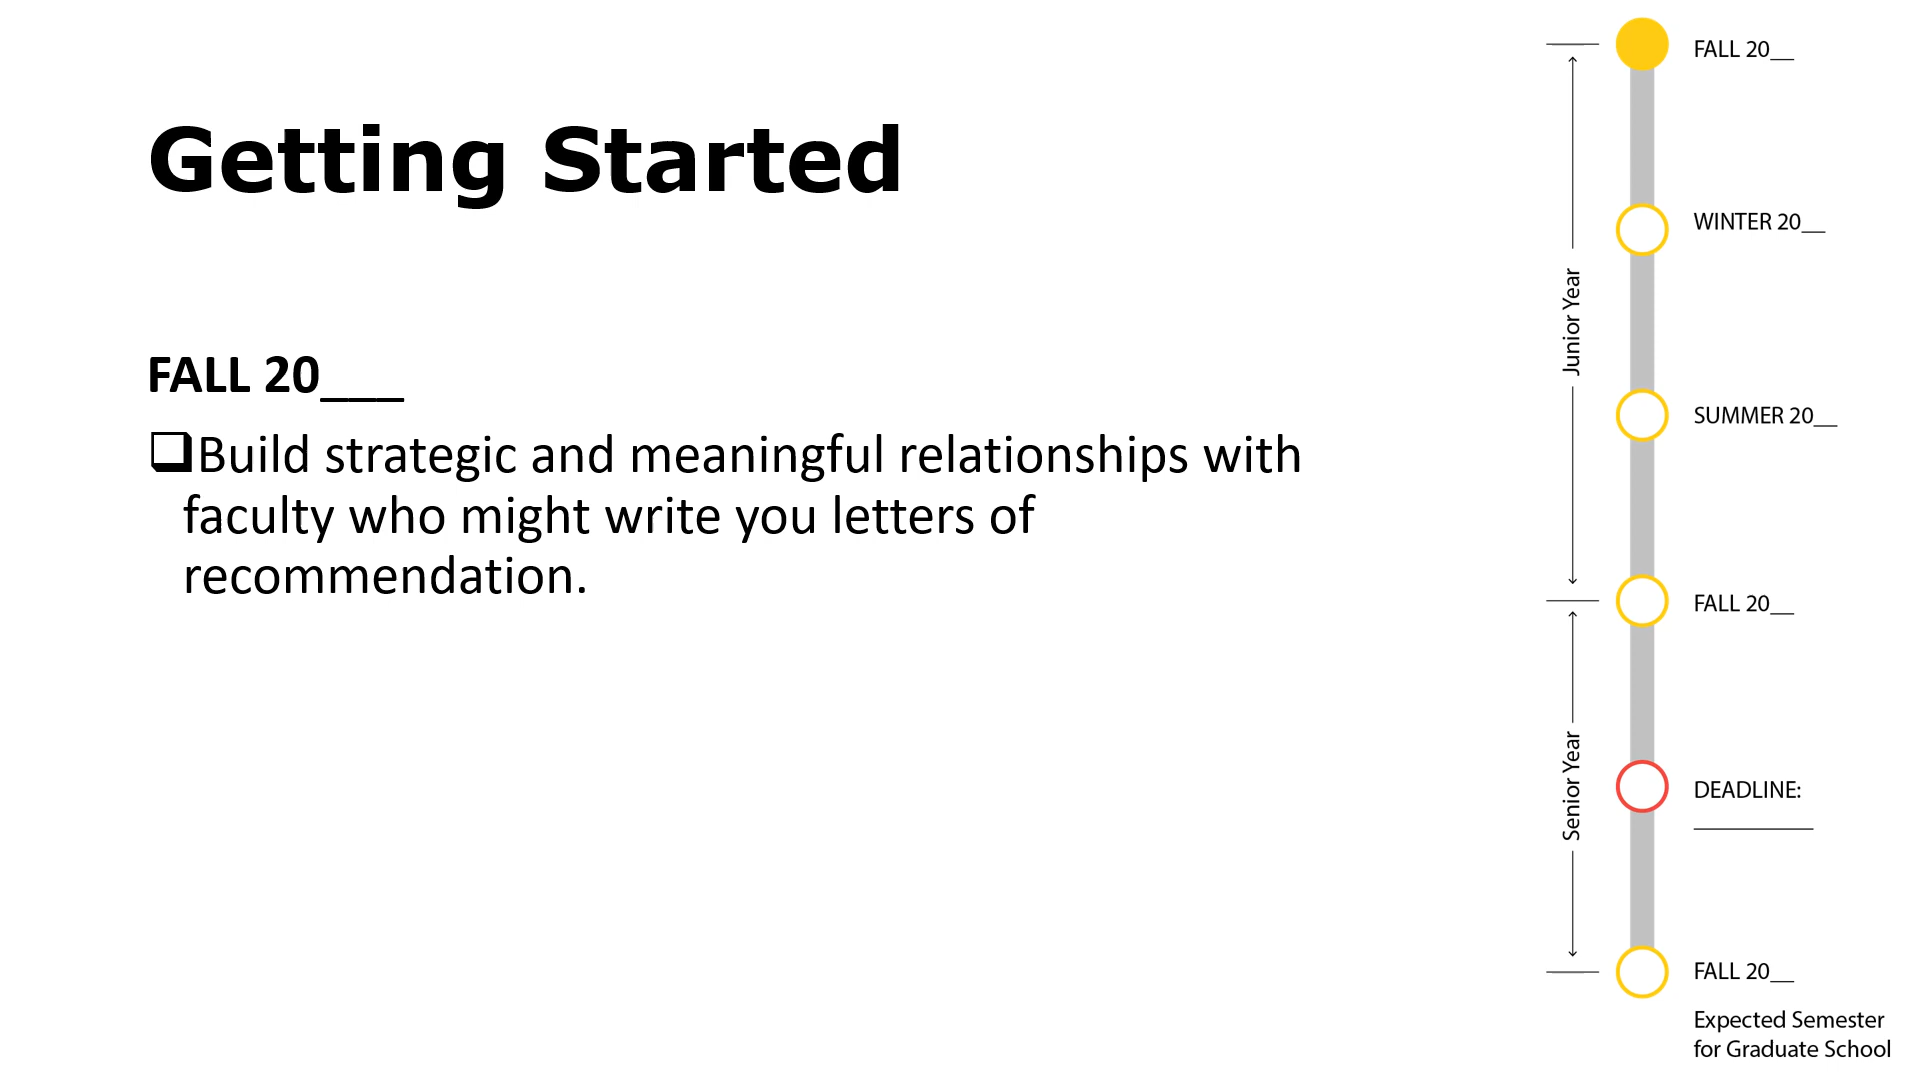 Getting Started
FALL 20___
❑Build strategic and meaningful relationships with
faculty who might write you letters of
recommendation.
Junior Year
Senior Year
FALL 20__
WINTER 20__
SUMMER 20__
FALL 20__
DEADLINE:
__________
FALL 20__
Expected Semester
for Graduate School